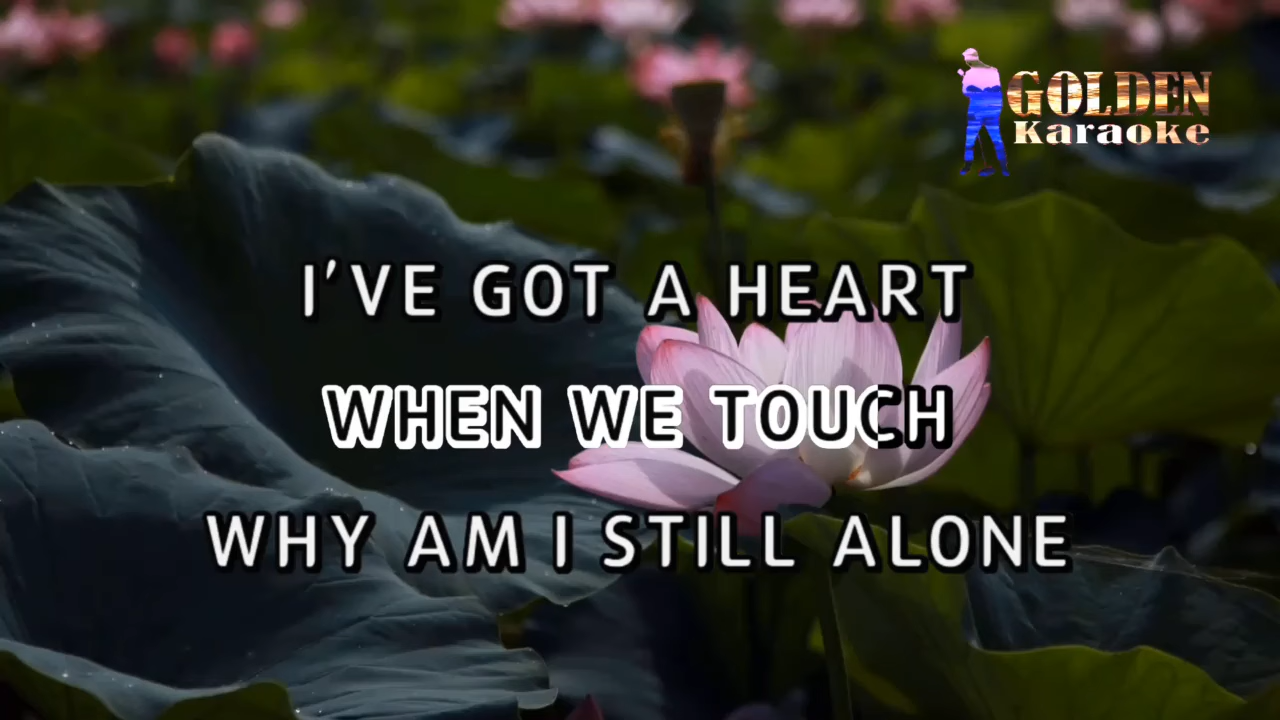 GOLDEN
Karaoke
I'VE GOT A HEART
WHEN WE TOUCH
WHY AM I STILL ALONE